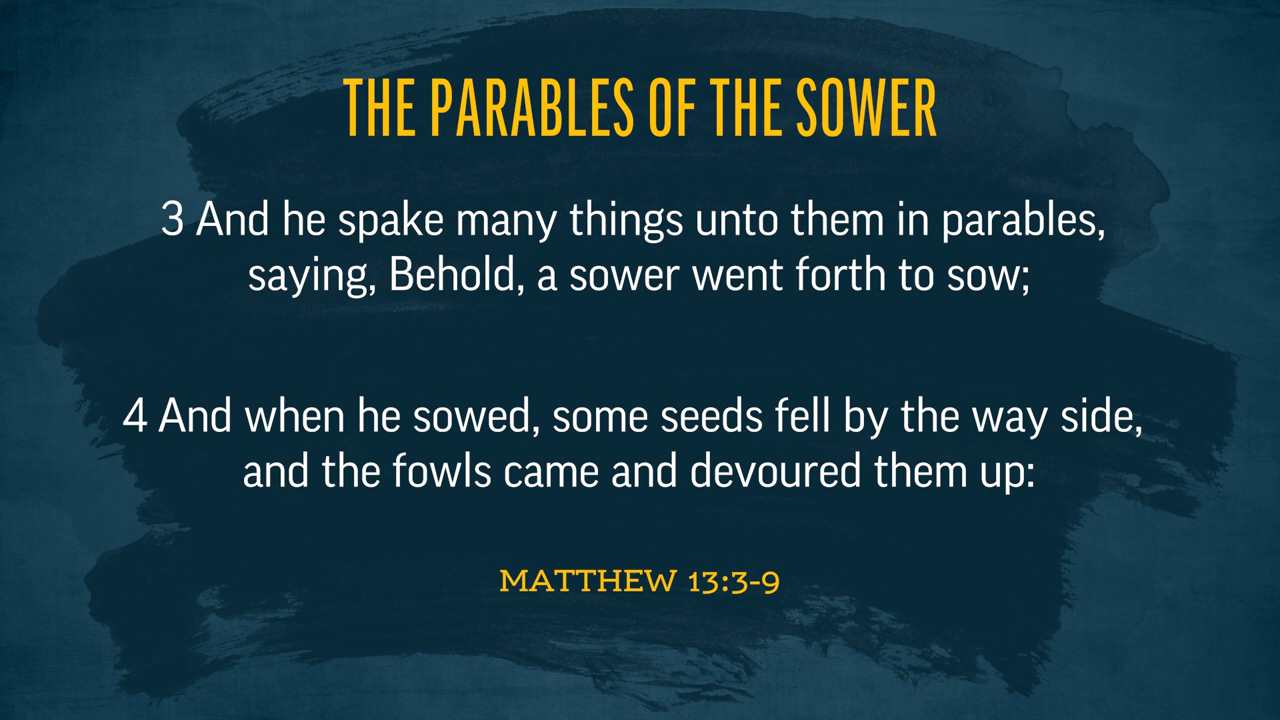 THE PARABLES OF THE SOWER
3 And he spake many things unto them in parables,
saying, Behold, a sower went forth to sow;
4 And when he sowed, some seeds fell by the way side,
and the fowls came and devoured them up:
MATTHEW 13:3-9